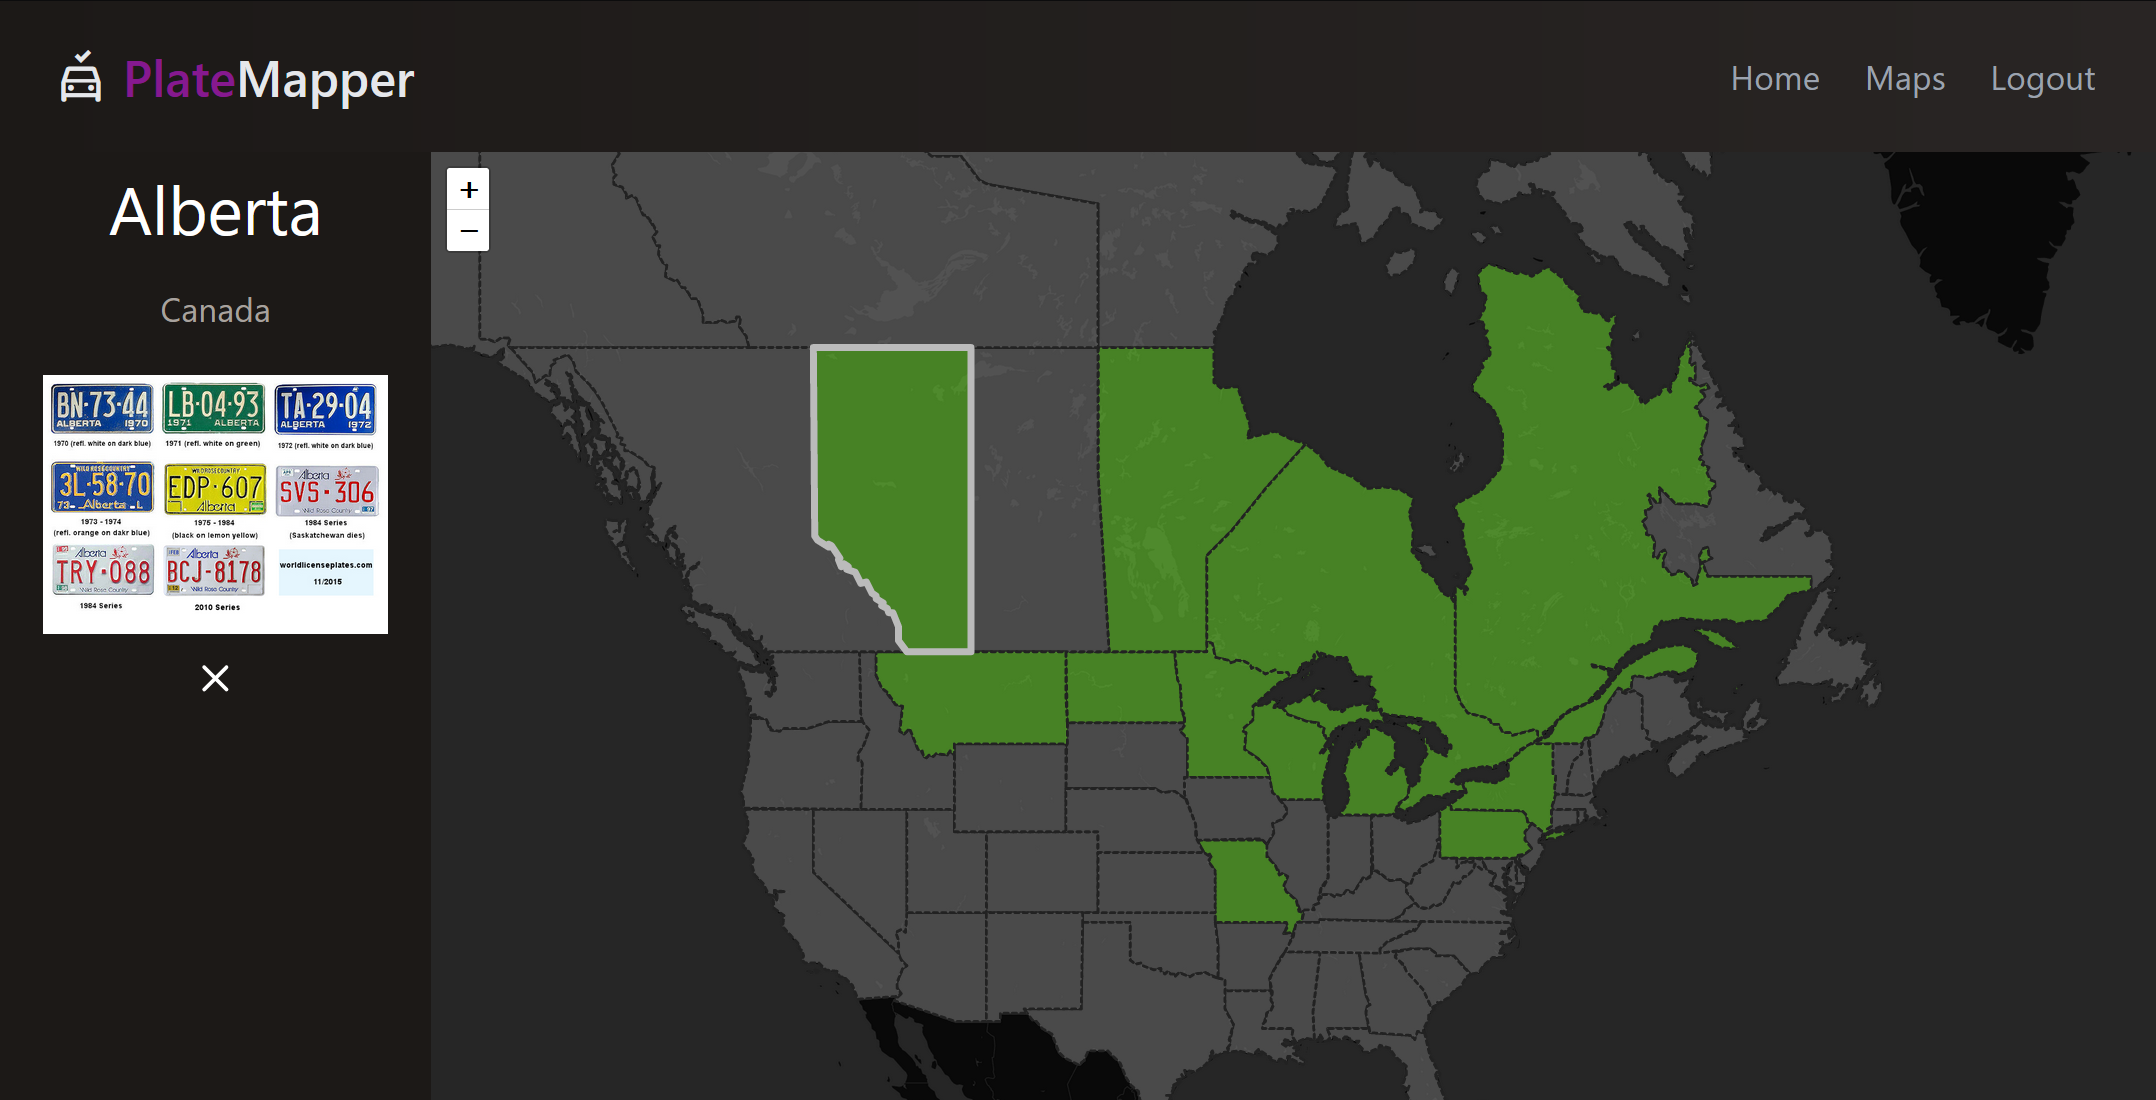 PlateMapper
Home Maps Logout
Alberta
Canada
+
−
BN·73·44
ALBERTA 1970
1970 (refl. white on dark blue)
LB·04·93
1971 ALBERTA
1971 (refl. white on green)
TA·29·04
ALBERTA 1972
1972 (refl. white on dark blue)
WILD ROSE COUNTRY
3L·58·70
73 Alberta L
1973 - 1974
(refl. orange on dakr blue)
WILD ROSE COUNTRY
EDP·607
Alberta
1975 - 1984
(black on lemon yellow)
Alberta
SVS·306
Wild Rose Country
1984 Series
(Saskatchewan dies)
Alberta
TRY·088
Wild Rose Country
1984 Series
Alberta
BCJ-8178
Wild Rose Country
2010 Series
worldlicenseplates.com
11/2015